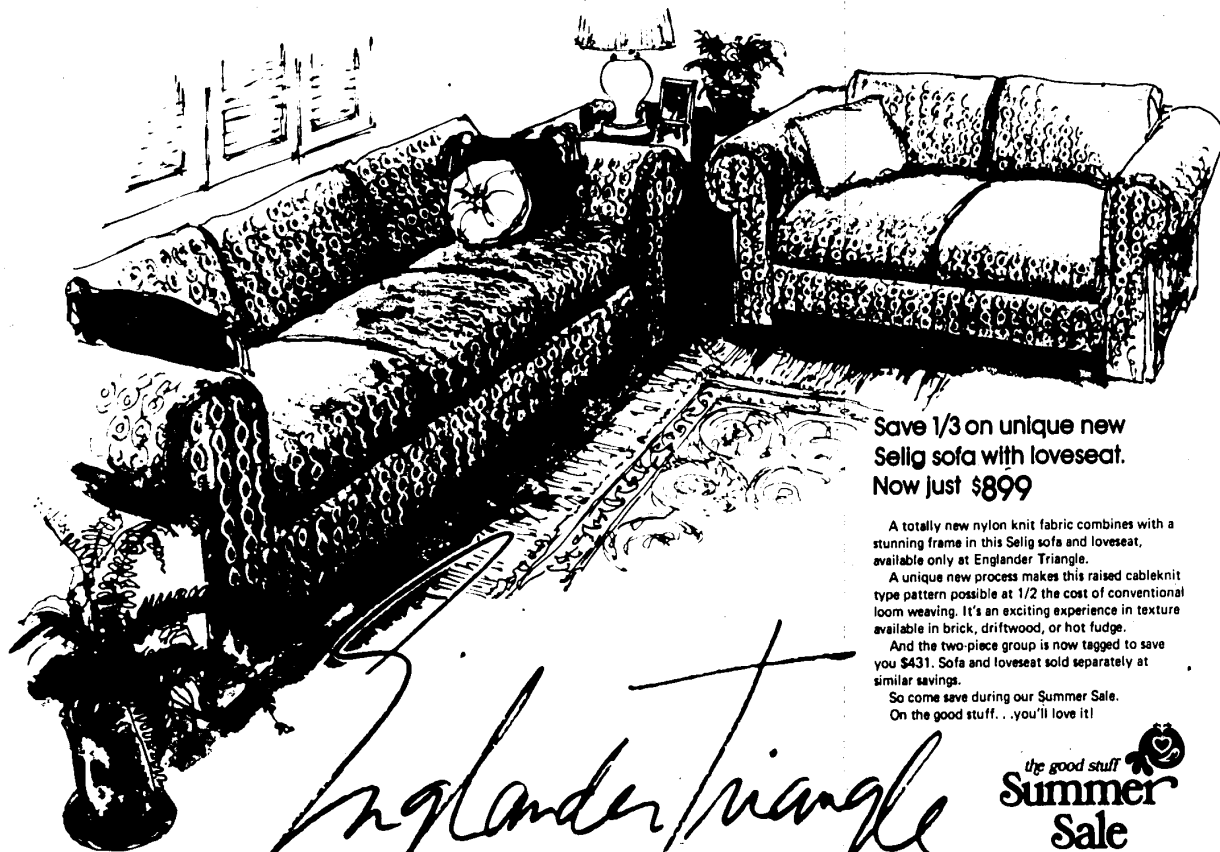 Save 1/3 on unique new
Selig sofa with loveseat.
Now just $899
A totally new nylon knit fabric combines with a
stunning frame in this Selig sofa and loveseat,
available only at Englander Triangle.
A unique new process makes this raised cableknit
type pattern possible at 1/2 the cost of conventional
loom weaving. It's an exciting experience in texture
available in brick, driftwood, or hot fudge.
And the two-piece group is now tagged to save
you $431. Sofa and loveseat sold separately at
similar savings.
So come save during our Summer Sale.
On the good stuff. . .you'll love it!
Englander Triangle
the good stuff
Summer
Sale